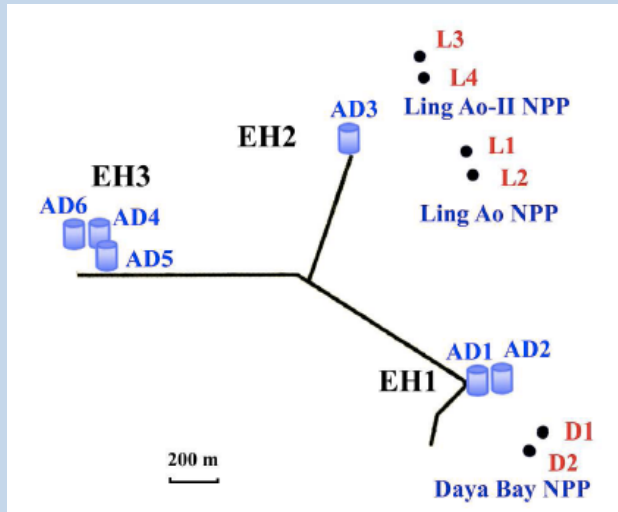 L3
L4
Ling Ao-II NPP
AD3
EH2
L1
L2
Ling Ao NPP
EH3
AD6
AD4
AD5
AD1
AD2
EH1
D1
D2
Daya Bay NPP
200 m